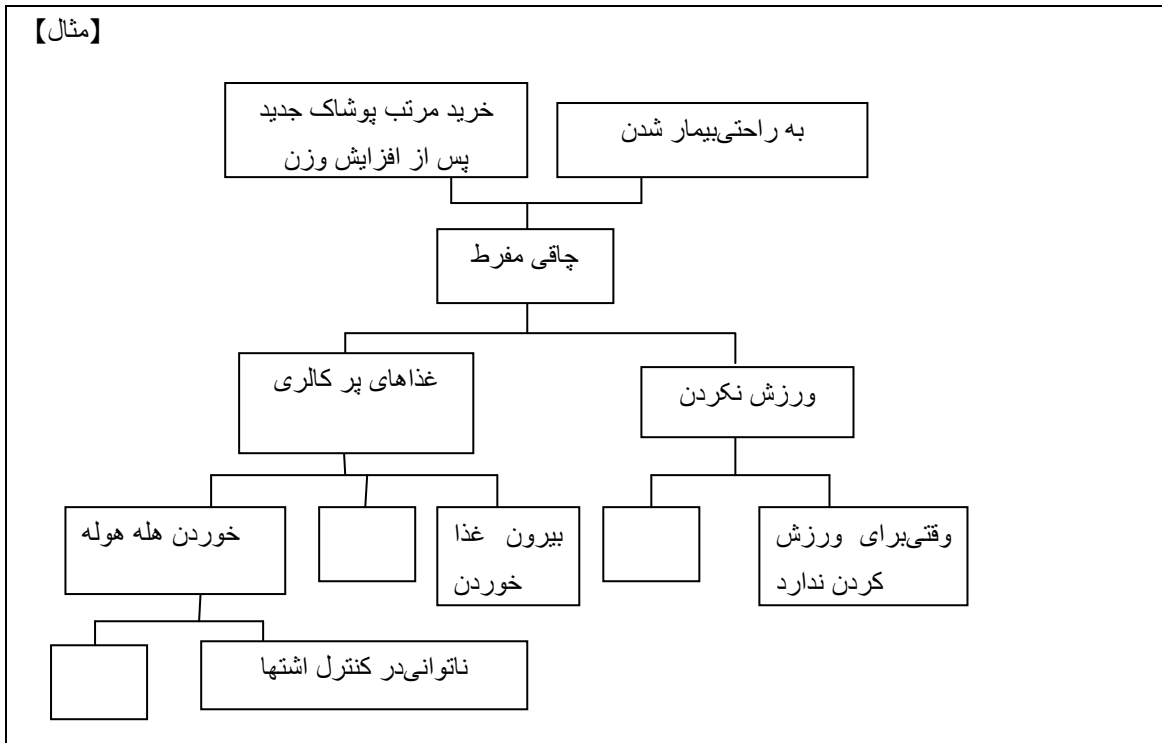 【مثال】
به راحتی‌بیمار شدن
خرید مرتب پوشاک جدید
پس از افزایش وزن
چاقی مفرط
ورزش نکردن
غذاهای پر کالری
وقتی‌برای ورزش
کردن ندارد
بیرون غذا
خوردن
خوردن هله هوله
ناتوانی‌در کنترل اشتها